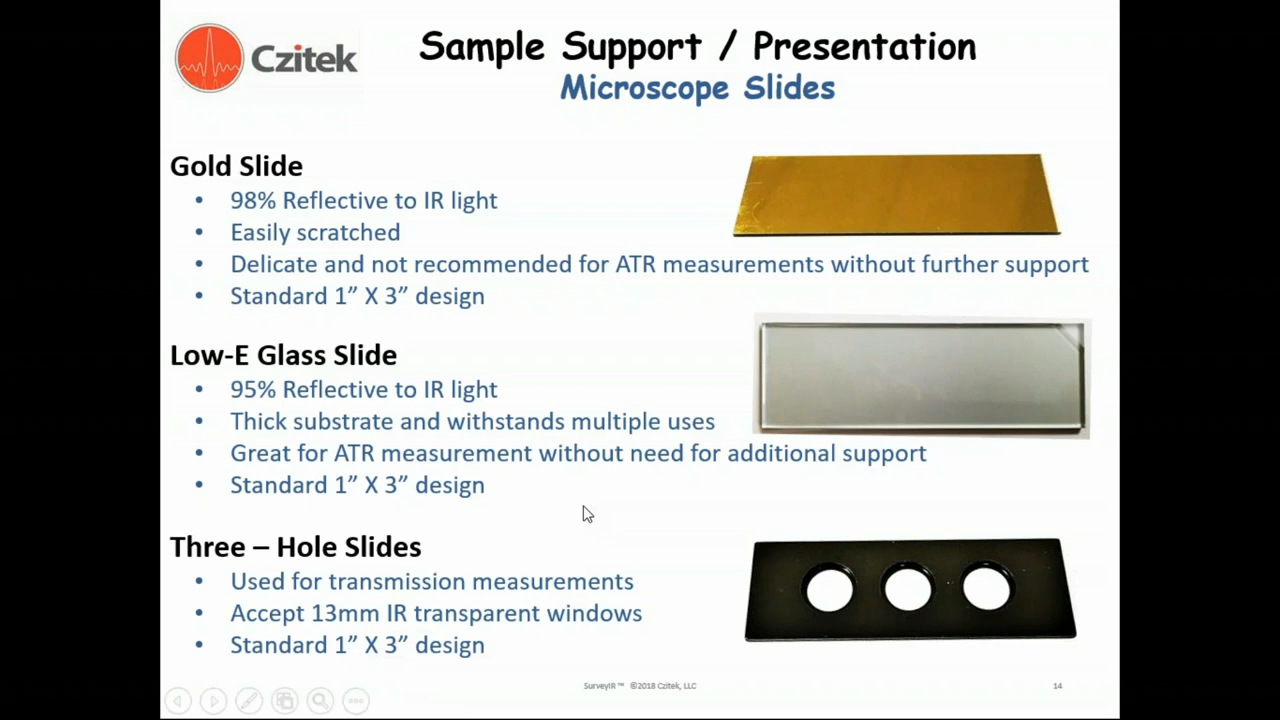 Czitek
Sample Support / Presentation
Microscope Slides
Gold Slide
• 98% Reflective to IR light
• Easily scratched
• Delicate and not recommended for ATR measurements without further support
• Standard 1” X 3” design
Low-E Glass Slide
• 95% Reflective to IR light
• Thick substrate and withstands multiple uses
• Great for ATR measurement without need for additional support
• Standard 1” X 3” design
Three – Hole Slides
• Used for transmission measurements
• Accept 13mm IR transparent windows
• Standard 1” X 3” design
SurveyIR™ ©2018 Czitek, LLC
14